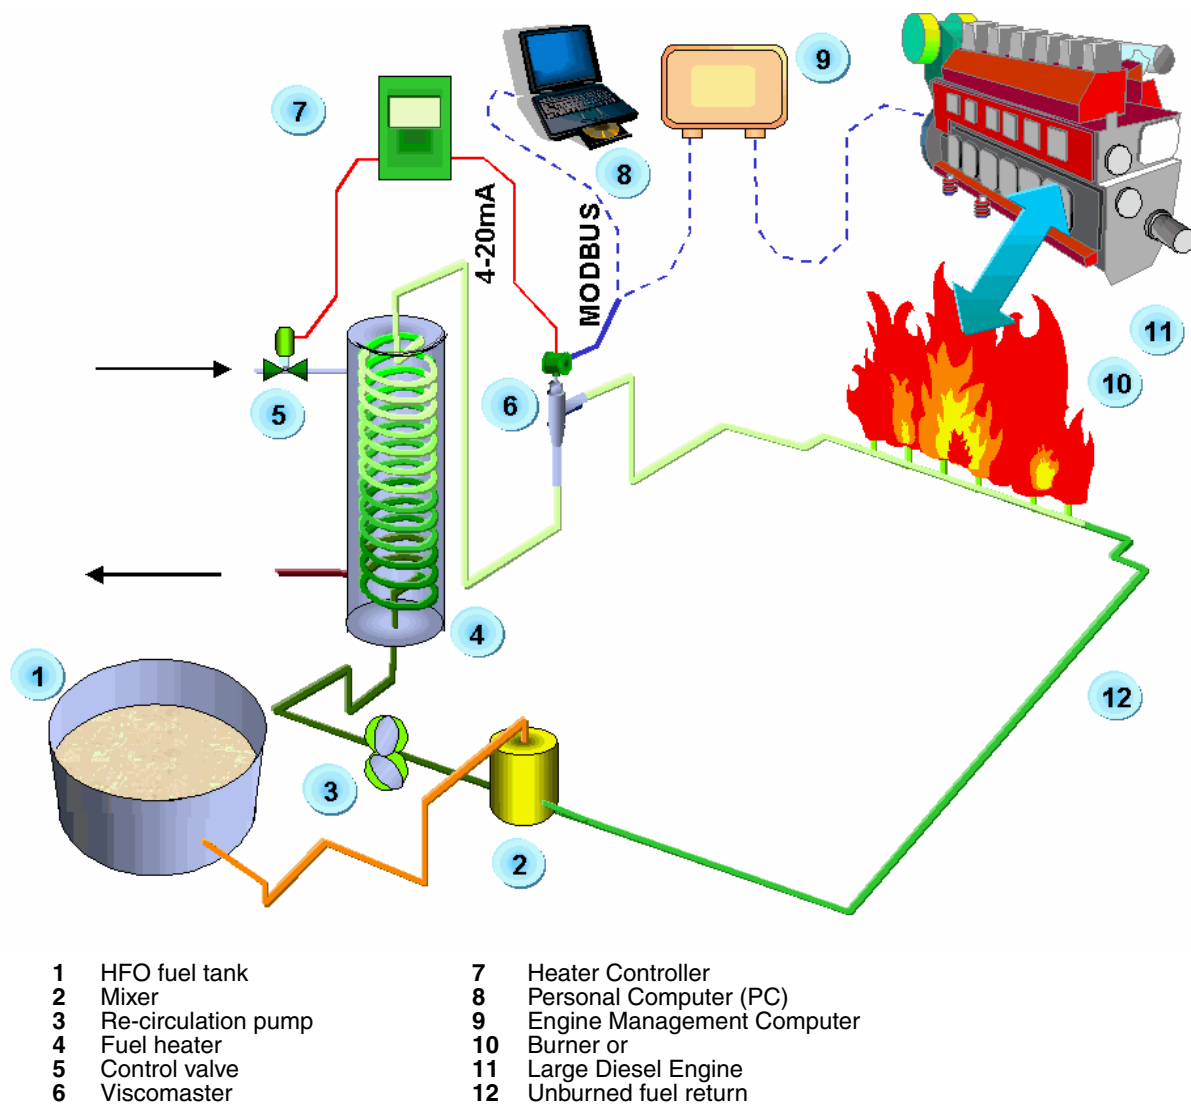 7
8
9
4-20mA
MODBUS
11
10
5
6
4
1
12
3
2
1 HFO fuel tank
2 Mixer
3 Re-circulation pump
4 Fuel heater
5 Control valve
6 Viscomaster
7 Heater Controller
8 Personal Computer (PC)
9 Engine Management Computer
10 Burner or
11 Large Diesel Engine
12 Unburned fuel return